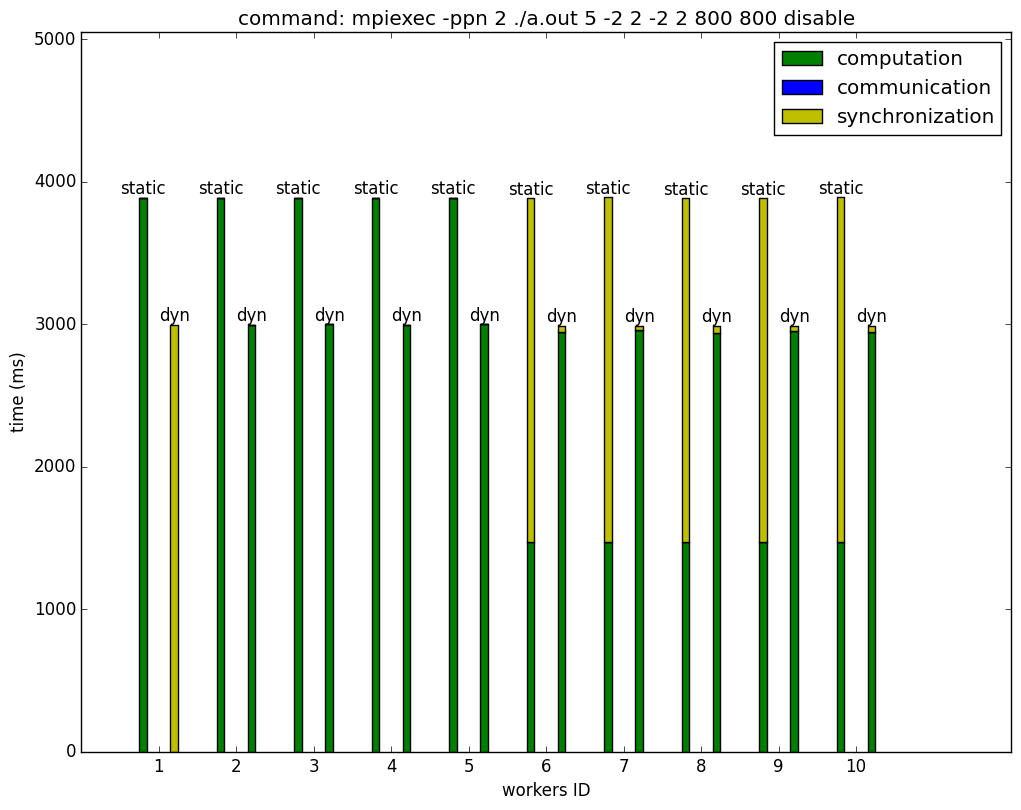 command: mpiexec -ppn 2 ./a.out 5 -2 2 -2 2 800 800 disable
computation
communication
synchronization
5000
4000
3000
2000
1000
0
time (ms)
static static static static static static static static static static
dyn dyn dyn dyn dyn dyn dyn dyn dyn dyn
1 2 3 4 5 6 7 8 9 10
workers ID